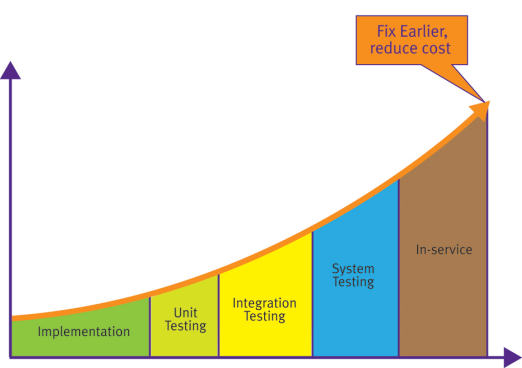 Fix Earlier,
reduce cost
Implementation
Unit
Testing
Integration
Testing
System
Testing
In-service